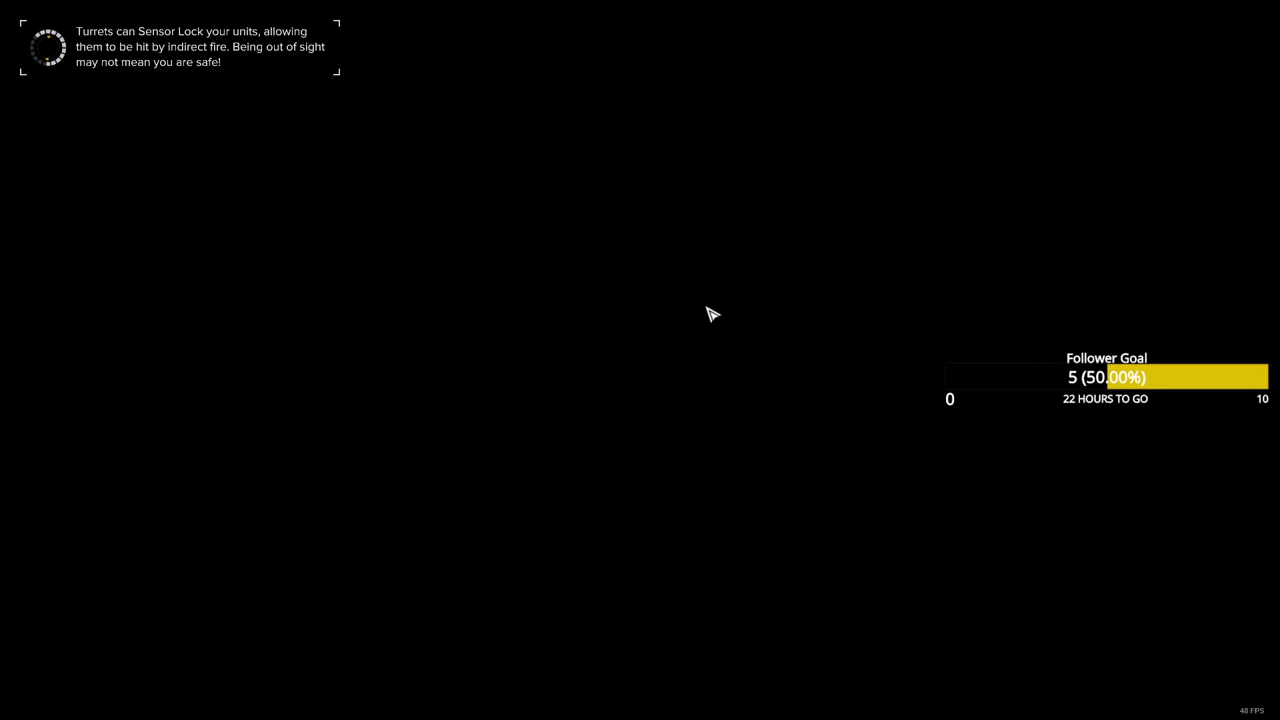 Turrets can Sensor Lock your units, allowing
them to be hit by indirect fire. Being out of sight
may not mean you are safe!
Follower Goal
5 (50.00%)
0
22 HOURS TO GO
10
48 FPS